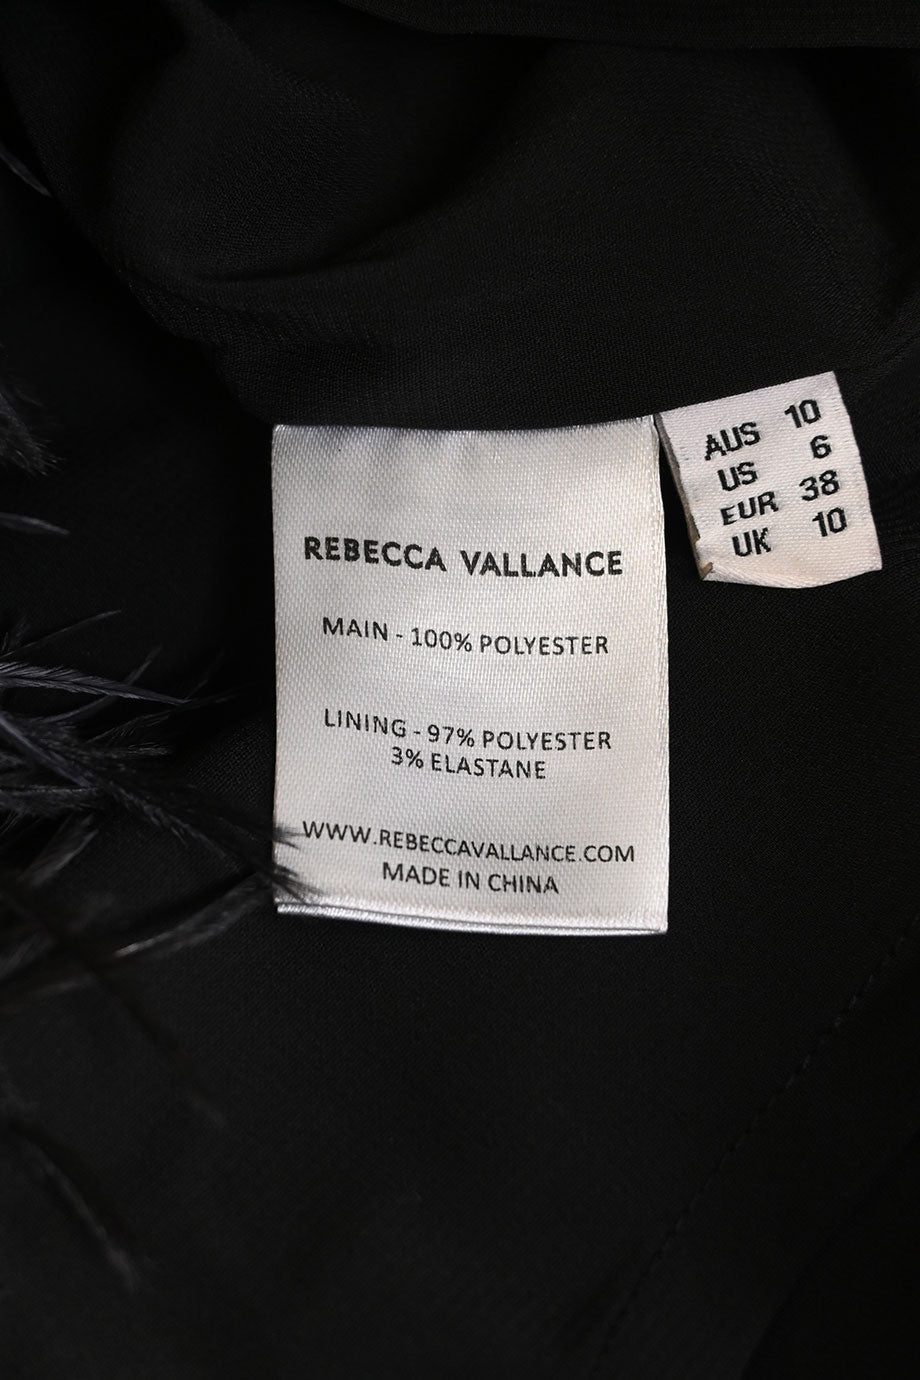 REBECCA VALLANCE
MAIN - 100% POLYESTER
LINING - 97% POLYESTER
3% ELASTANE
WWW.REBECCAVALLANCE.COM
MADE IN CHINA
AUS 10
US 6
EUR 38
UK 10